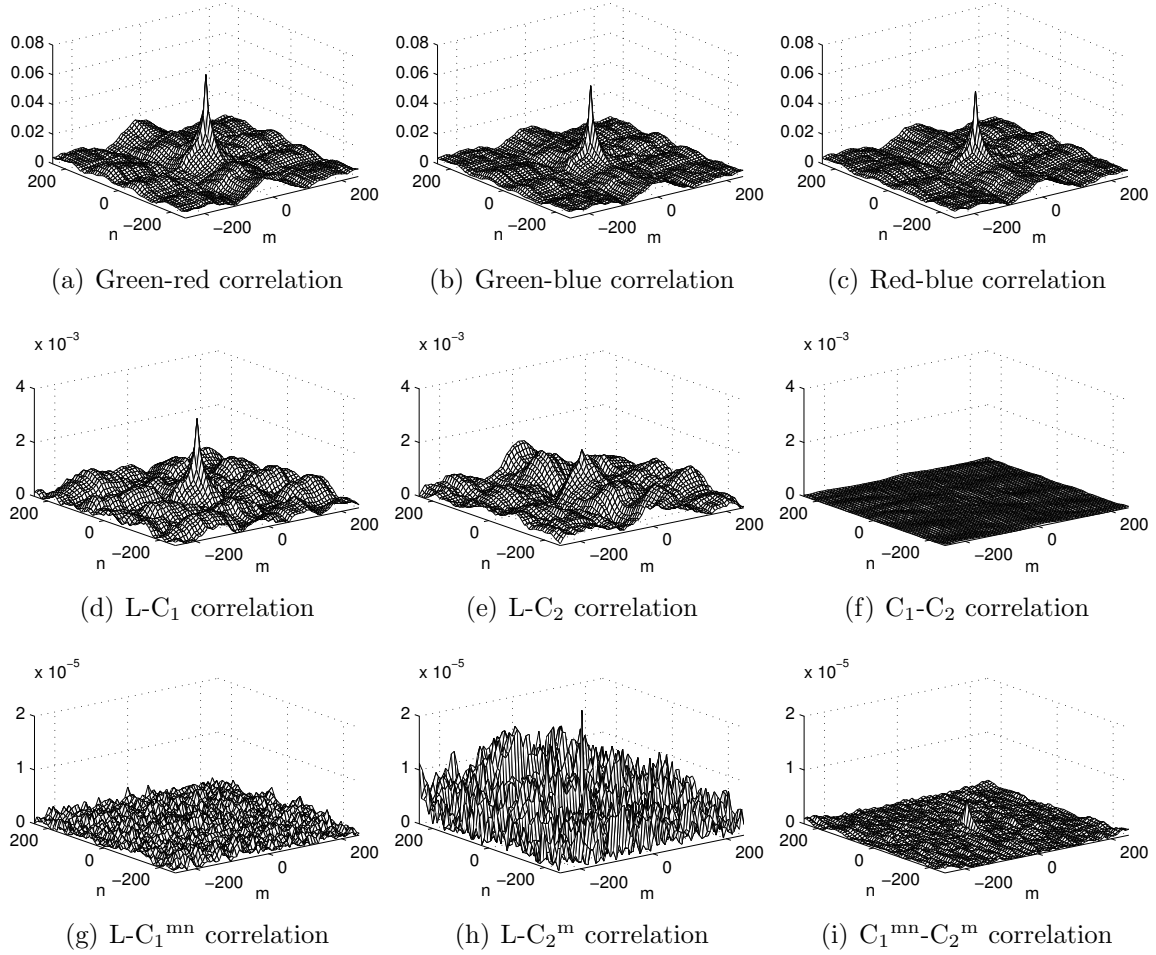 0.08 0.08 0.08
0.06 0.06 0.06
0.04 0.04 0.04
0.02 0.02 0.02
0 0 0
200 200 200 200 200 200
0 0 0 0 0 0
n −200 −200 m n −200 −200 m n −200 −200 m
(a) Green-red correlation (b) Green-blue correlation (c) Red-blue correlation
x 10⁻³ x 10⁻³ x 10⁻³
4 4 4
2 2 2
0 0 0
200 200 200 200 200 200
0 0 0 0 0 0
n −200 −200 m n −200 −200 m n −200 −200 m
(d) L-C₁ correlation (e) L-C₂ correlation (f) C₁-C₂ correlation
x 10⁻⁵ x 10⁻⁵ x 10⁻⁵
2 2 2
1 1 1
0 0 0
200 200 200 200 200 200
0 0 0 0 0 0
n −200 −200 m n −200 −200 m n −200 −200 m
(g) L-C₁ᵐⁿ correlation (h) L-C₂ᵐ correlation (i) C₁ᵐⁿ-C₂ᵐ correlation